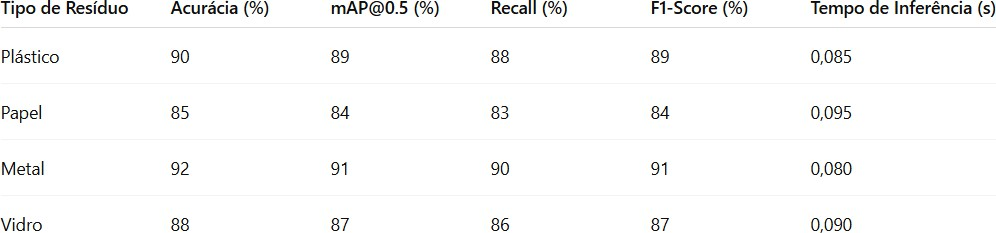 Tipo de Resíduo Acurácia (%) mAP@0.5 (%) Recall (%) F1-Score (%) Tempo de Inferência (s)
Plástico 90 89 88 89 0,085
Papel 85 84 83 84 0,095
Metal 92 91 90 91 0,080
Vidro 88 87 86 87 0,090